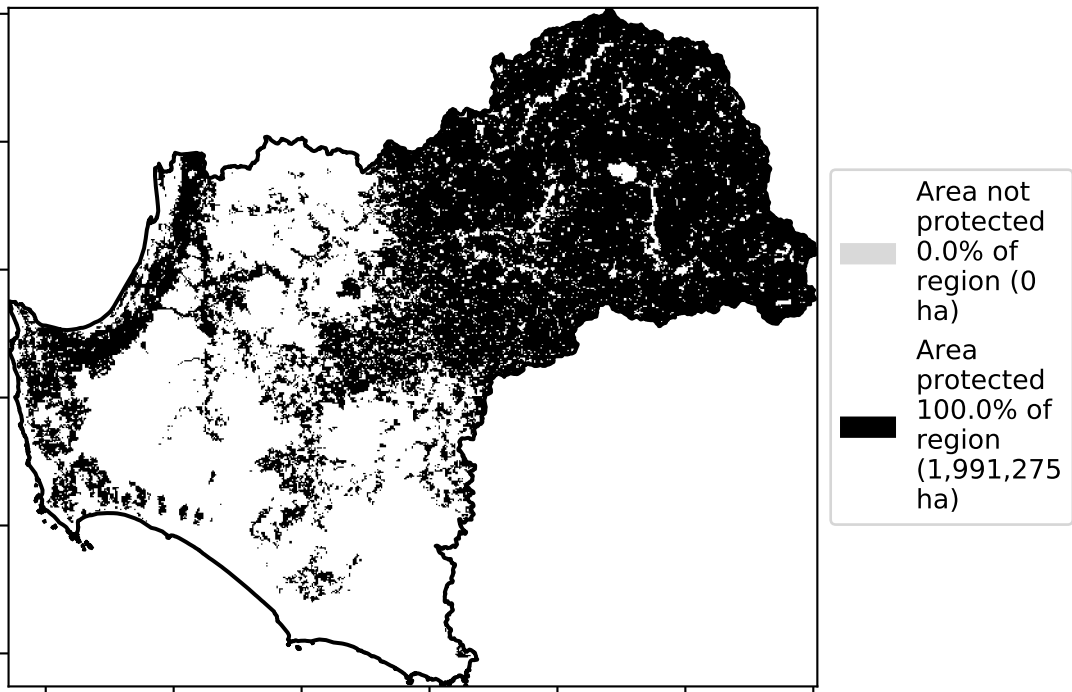 Area not
protected
0.0% of
region (0
ha)
Area
protected
100.0% of
region
(1,991,275
ha)